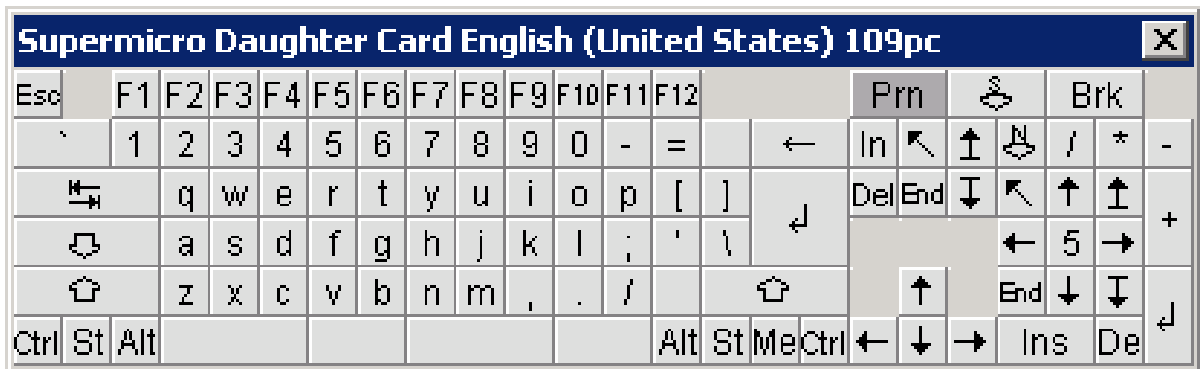 Supermicro Daughter Card English (United States) 109pc
Esc F1 F2 F3 F4 F5 F6 F7 F8 F9 F10 F11 F12 Prn S Brk
` 1 2 3 4 5 6 7 8 9 0 - = ← In ↖ ↥ N / * -
↹ q w e r t y u i o p [ ] ↵ Del End ↧ ↖ ↑ ↥ +
a s d f g h j k l ; ' \ ← 5 →
⇧ z x c v b n m , . / ⇧ ↑ End ↓ ↧ ↵
Ctrl St Alt Alt St Me Ctrl ← ↓ → Ins De